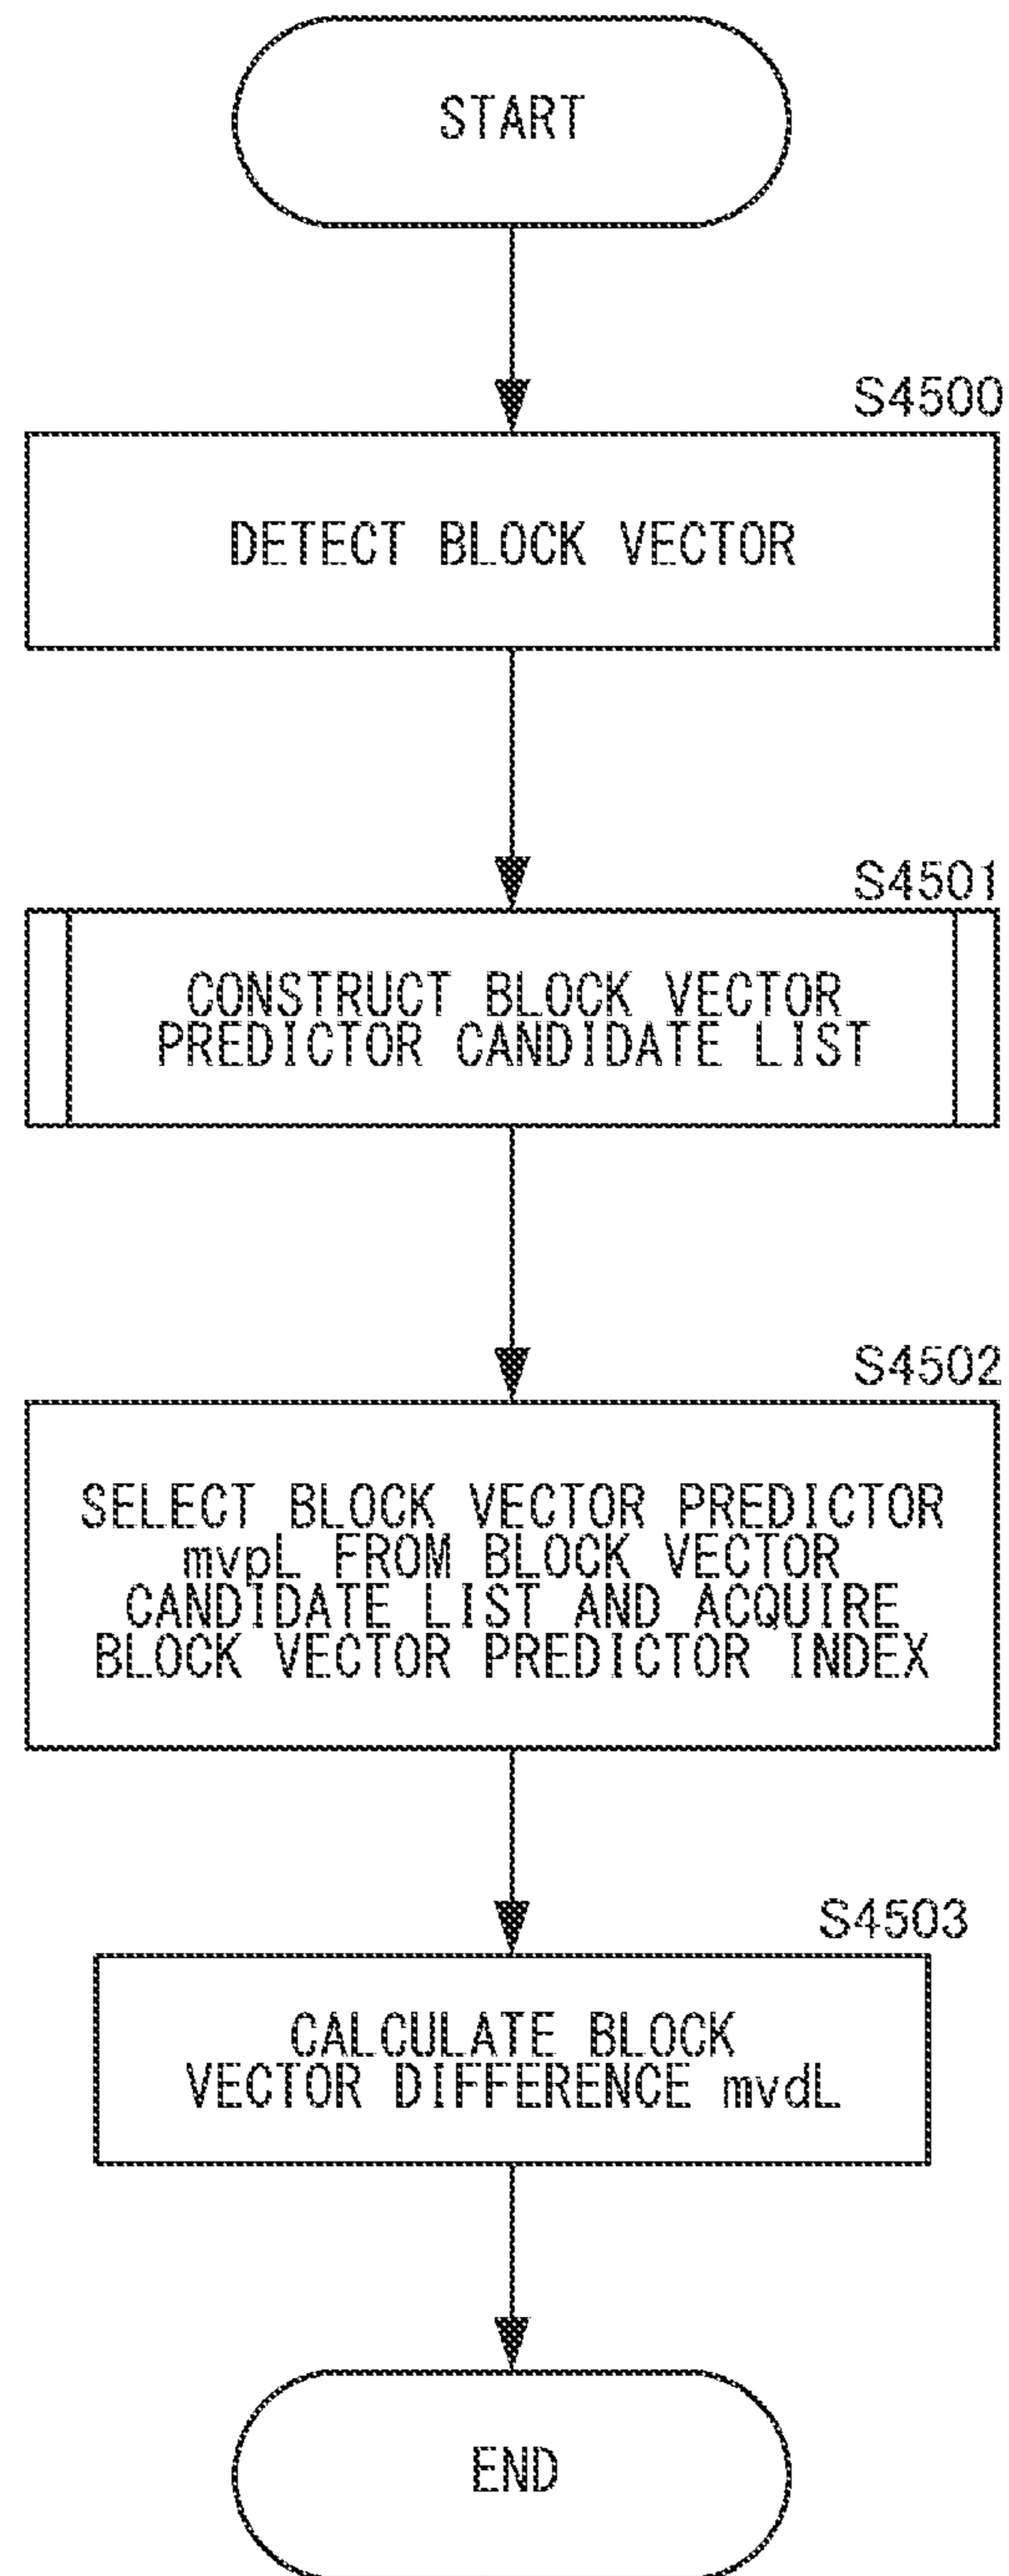 START
S4500
DETECT BLOCK VECTOR
S4501
CONSTRUCT BLOCK VECTOR
PREDICTOR CANDIDATE LIST
S4502
SELECT BLOCK VECTOR PREDICTOR
mvpL FROM BLOCK VECTOR
CANDIDATE LIST AND ACQUIRE
BLOCK VECTOR PREDICTOR INDEX
S4503
CALCULATE BLOCK
VECTOR DIFFERENCE mvdL
END